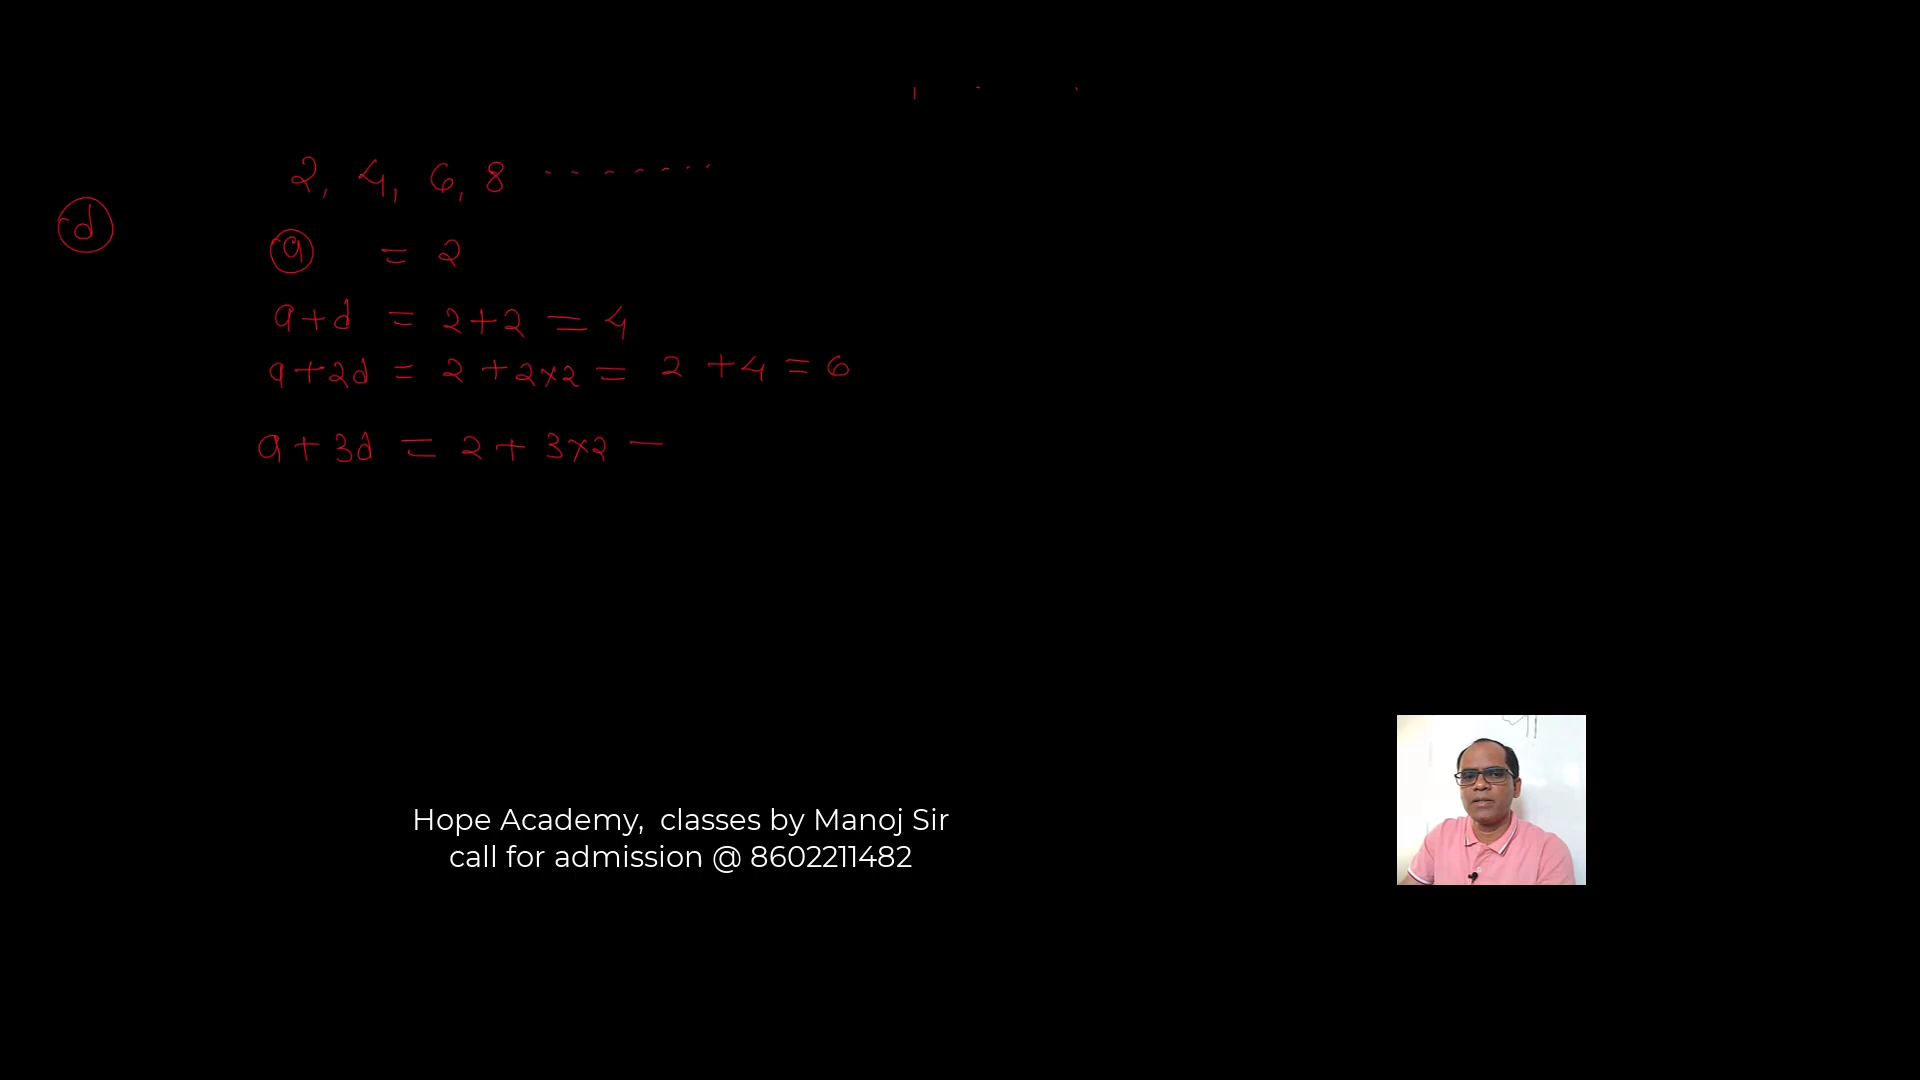 2, 4, 6, 8 ........
d
a = 2
a+d = 2+2 = 4
a+2d = 2+2×2 = 2+4=6
a+3d = 2+3×2 –
Hope Academy, classes by Manoj Sir
call for admission @ 8602211482